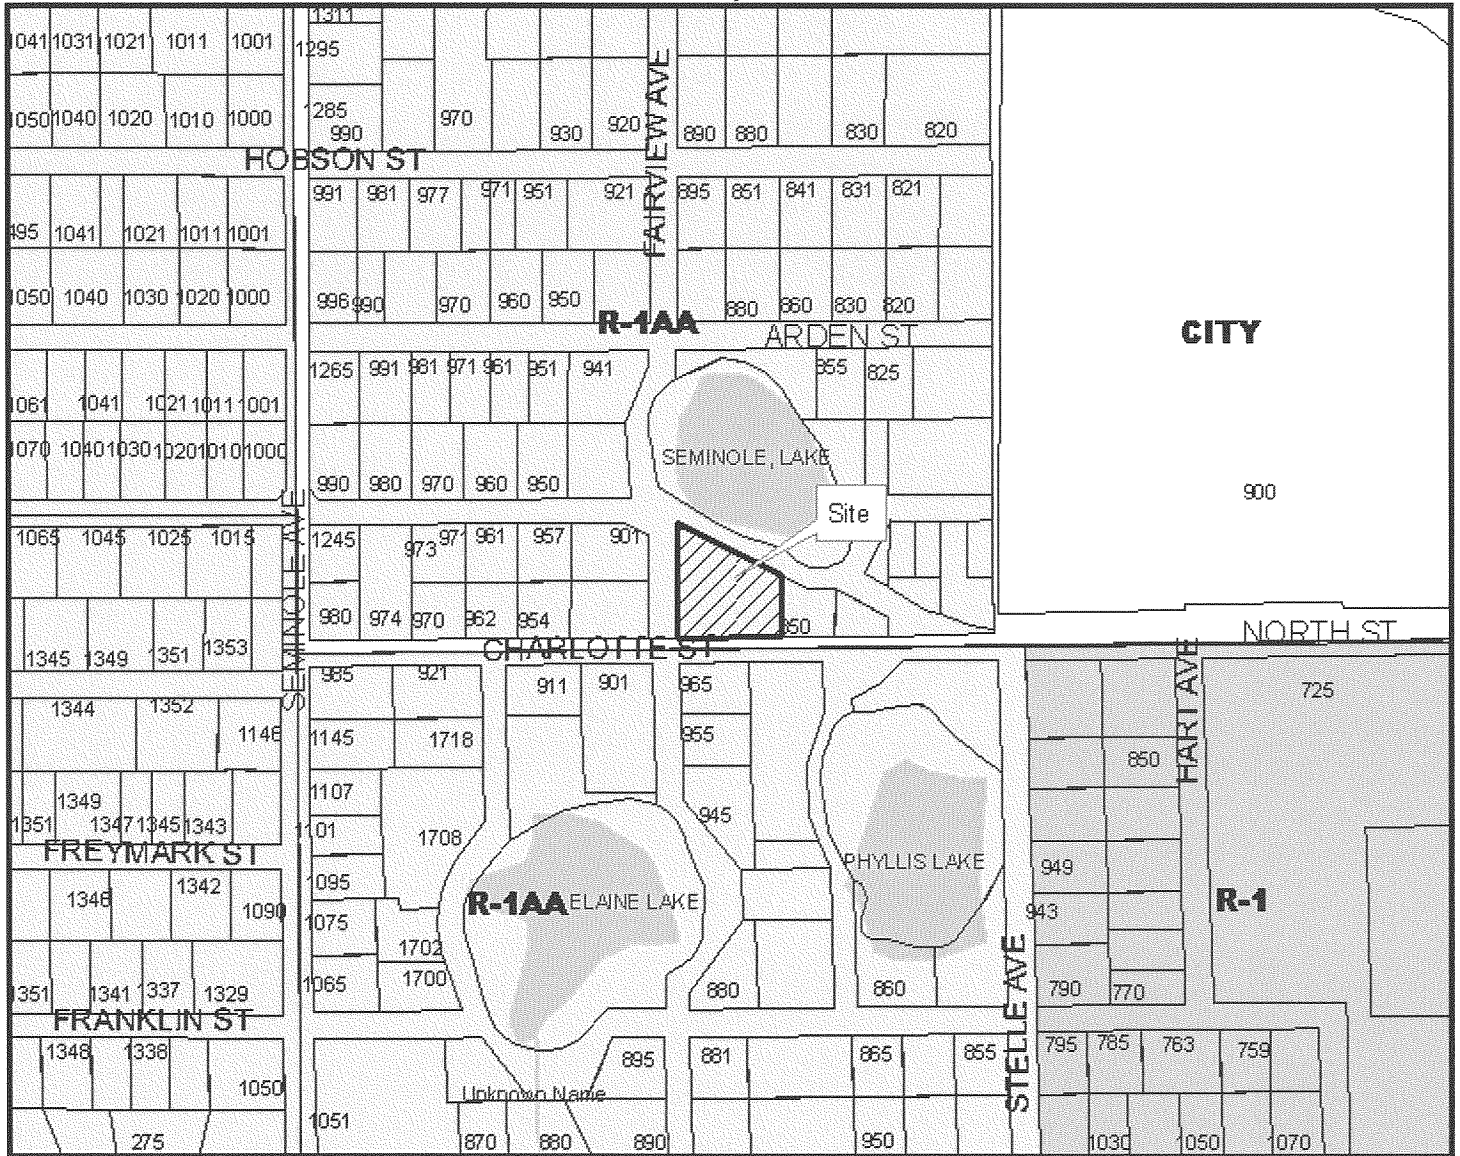 1311
1041 1031 1021 1011 1001 1295
1050 1040 1020 1010 1000 1285 990 970 930 920 890 880 830 820
HOBSON ST
FAIRVIEW AVE
991 981 977 971 951 921 895 851 841 831 821
495 1041 1021 1011 1001
1050 1040 1030 1020 1000 996 990 970 960 950 880 860 830 820
R-1AA
ARDEN ST
CITY
1265 991 981 971 961 951 941 855 825
1061 1041 1021 1011 1001
1070 1040 1030 1020 1010 1000
SEMINOLE, LAKE
990 980 970 960 950
900
Site
SEMINOLE AVE
1065 1045 1025 1015 1245 973 971 961 957 901
980 974 970 962 954 850
NORTH ST
CHARLOTTE ST
1345 1349 1351 1353
985 921 911 901 965
HART AVE
725
1344 1352 1146 1145 1718 955
850
1107
1349
1351 1347 1345 1343 1101 1708 945
FREYMARK ST
PHYLLIS LAKE
949
1346 1342 1090 1095
R-1AA
ELAINE LAKE
R-1
1075 943
1702
1351 1341 1337 1329 1065 1700 880 860 790 770
FRANKLIN ST
STELLE AVE
1348 1338 895 881 865 855 795 785 763 759
1050
Unknown Name
1051
275 870 880 890 950 1030 1050 1070